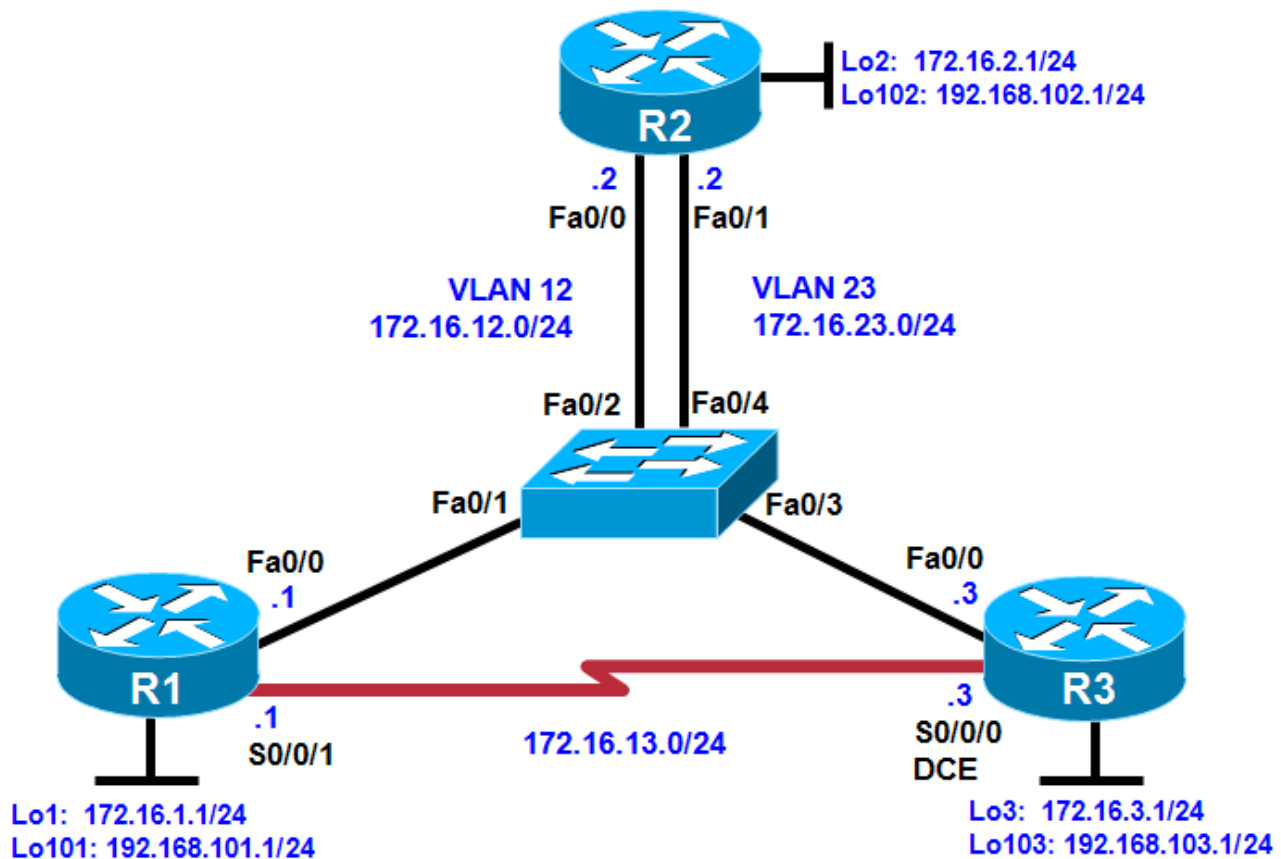 Lo2: 172.16.2.1/24
Lo102: 192.168.102.1/24
R2
.2
.2
Fa0/0
Fa0/1
VLAN 12
172.16.12.0/24
VLAN 23
172.16.23.0/24
Fa0/2
Fa0/4
Fa0/1
Fa0/3
Fa0/0
.1
Fa0/0
.3
R1
R3
.1
S0/0/1
172.16.13.0/24
.3
S0/0/0
DCE
Lo1: 172.16.1.1/24
Lo101: 192.168.101.1/24
Lo3: 172.16.3.1/24
Lo103: 192.168.103.1/24